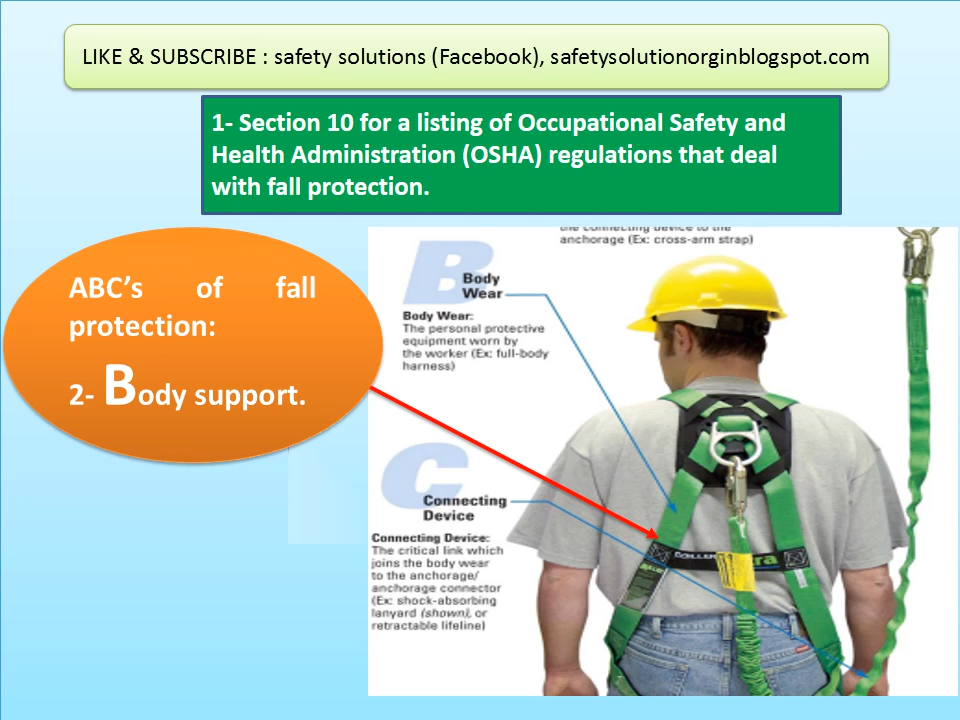 LIKE & SUBSCRIBE : safety solutions (Facebook), safetysolutionorginblogspot.com
1- Section 10 for a listing of Occupational Safety and
Health Administration (OSHA) regulations that deal
with fall protection.
ABC’s of fall
protection:
2- Body support.
the connecting device to the
anchorage (Ex: cross-arm strap)
B
Body
Wear
Body Wear:
The personal protective
equipment worn by
the worker (Ex: full-body
harness)
C
Connecting
Device
Connecting Device:
The critical link which
joins the body wear
to the anchorage/
anchorage connector
(Ex: shock-absorbing
lanyard (shown), or
retractable lifeline)